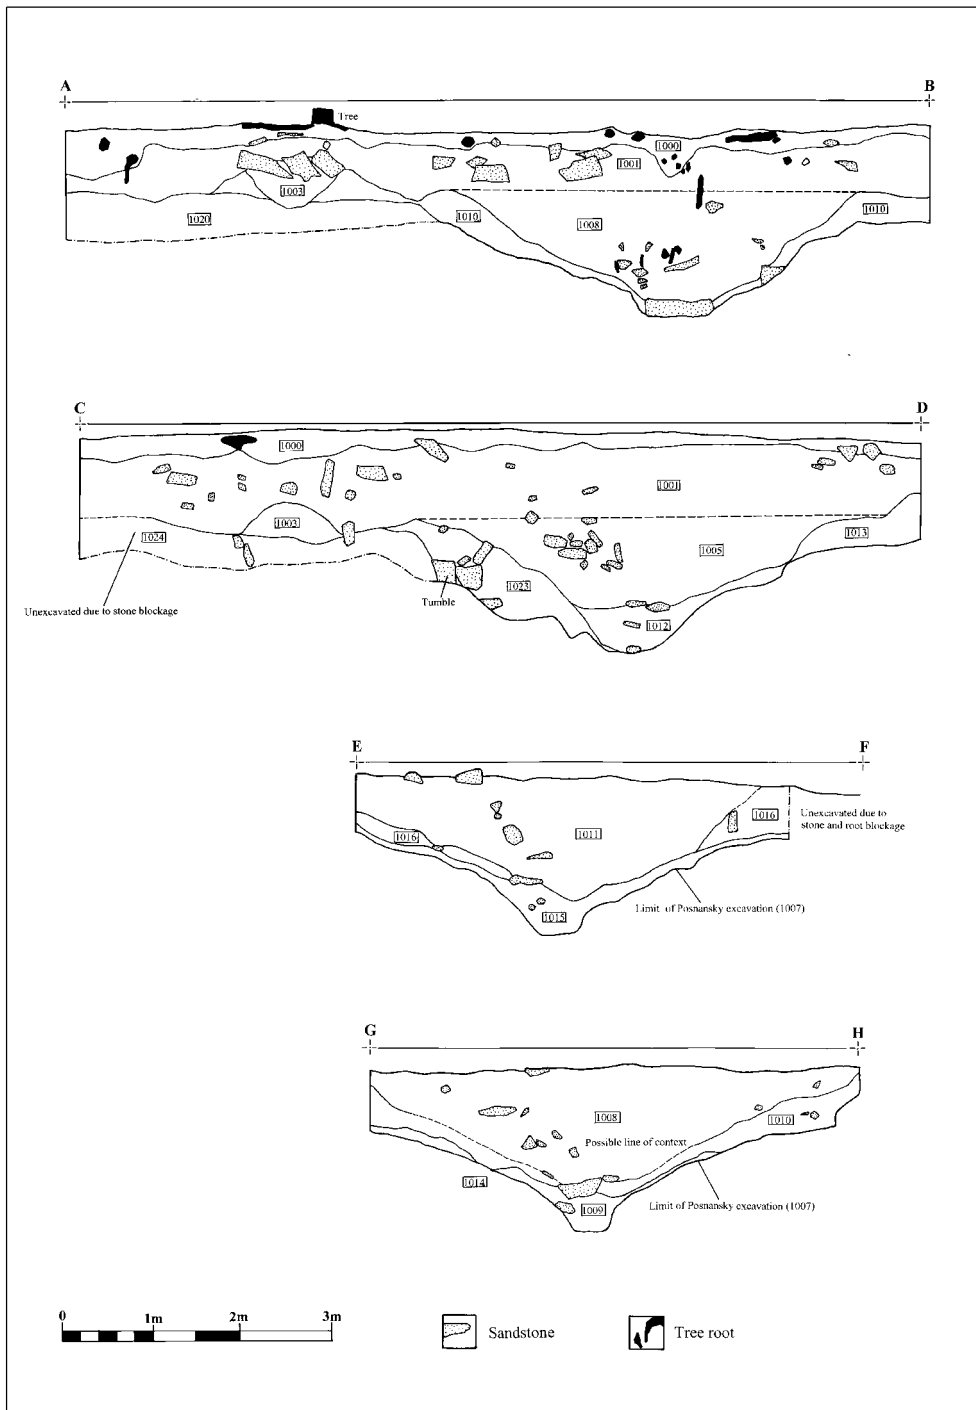 A B
Tree
1000
1001
1003
1020
1010
1008
1010
C D
1000
1001
1003
1024
1013
1005
1023
Unexcavated due to stone blockage
Tumble
1012
E F
1016
1011
1016
Unexcavated due to
stone and root blockage
Limit of Posnansky excavation (1007)
1015
G H
1008
1010
Possible line of context
1014
1009
Limit of Posnansky excavation (1007)
0 1m 2m 3m
Sandstone
Tree root